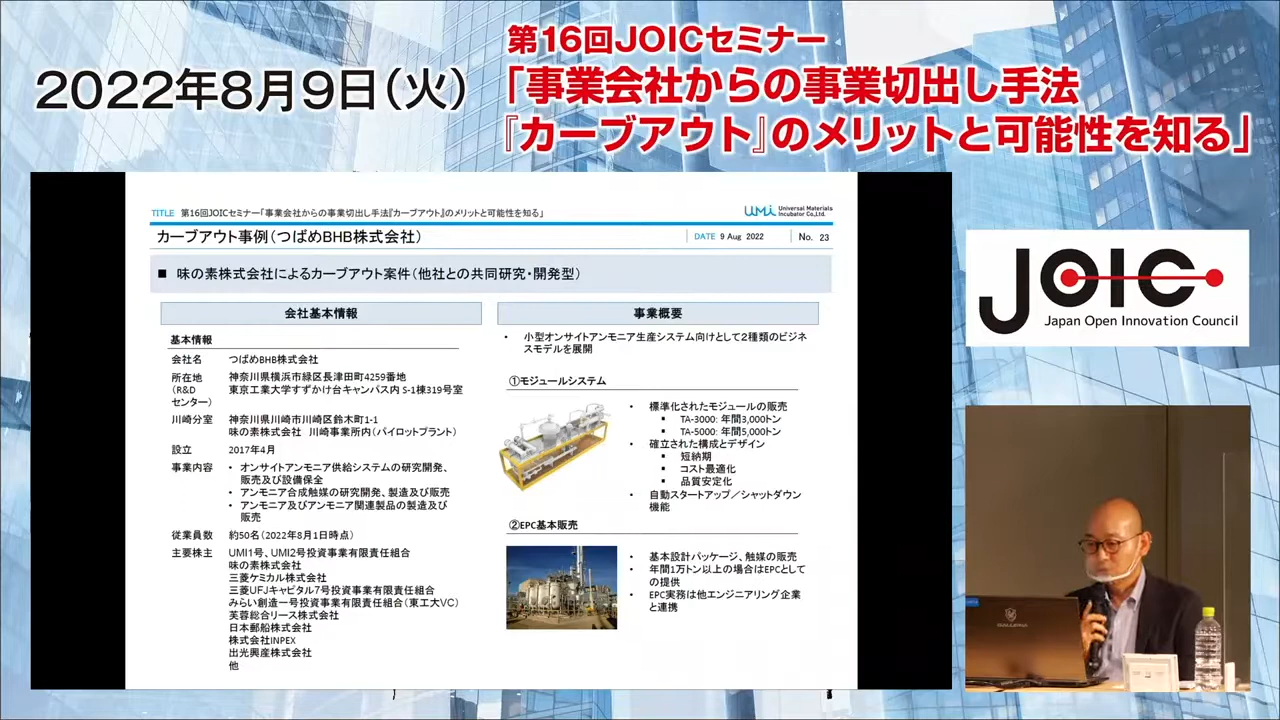 2022年8月9日(火)
第16回JOICセミナー
「事業会社からの事業切出し手法
『カーブアウト』のメリットと可能性を知る」
TITLE 第16回JOICセミナー「事業会社からの事業切出し手法『カーブアウト』のメリットと可能性を知る」
UMI Universal Materials
Incubator Co.,Ltd.
カーブアウト事例(つばめBHB株式会社)
DATE 9 Aug 2022
No. 23
■ 味の素株式会社によるカーブアウト案件(他社との共同研究・開発型)
会社基本情報
基本情報
会社名 つばめBHB株式会社
所在地 神奈川県横浜市緑区長津田町4259番地
(R&D 東京工業大学すずかけ台キャンパス内 S-1棟319号室
センター)
川崎分室 神奈川県川崎市川崎区鈴木町1-1
味の素株式会社 川崎事業所内(パイロットプラント)
設立 2017年4月
事業内容 • オンサイトアンモニア供給システムの研究開発、
販売及び設備保全
• アンモニア合成触媒の研究開発、製造及び販売
• アンモニア及びアンモニア関連製品の製造及び
販売
従業員数 約50名(2022年8月1日時点)
主要株主 UMI1号、UMI2号投資事業有限責任組合
味の素株式会社
三菱ケミカル株式会社
三菱UFJキャピタル7号投資事業有限責任組合
みらい創造一号投資事業有限責任組合(東工大VC)
芙蓉総合リース株式会社
日本郵船株式会社
株式会社INPEX
出光興産株式会社
他
事業概要
• 小型オンサイトアンモニア生産システム向けとして2種類のビジネ
スモデルを展開
①モジュールシステム
• 標準化されたモジュールの販売
▪ TA-3000: 年間3,000トン
▪ TA-5000: 年間5,000トン
• 確立された構成とデザイン
▪ 短納期
▪ コスト最適化
▪ 品質安定化
• 自動スタートアップ/シャットダウン
機能
②EPC基本販売
• 基本設計パッケージ、触媒の販売
• 年間1万トン以上の場合はEPCとして
の提供
• EPC実務は他エンジニアリング企業
と連携
JOIC
Japan Open Innovation Council